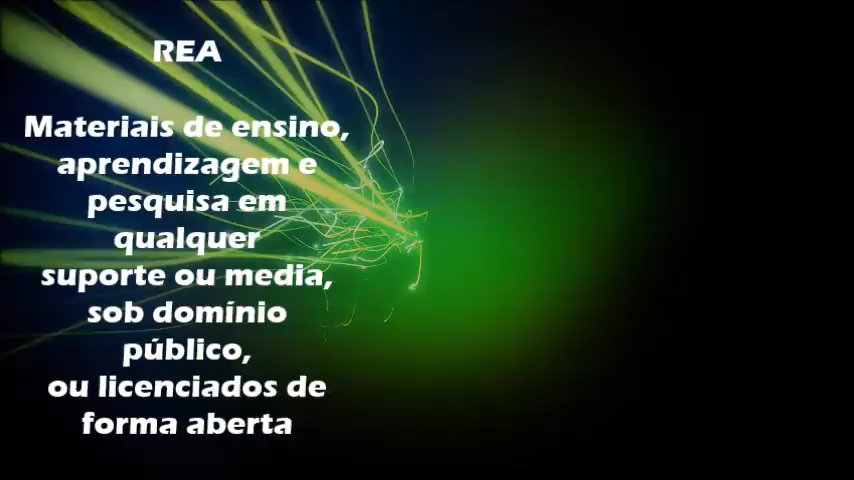 REA
Materiais de ensino,
aprendizagem e
pesquisa em
qualquer
suporte ou media,
sob domínio
público,
ou licenciados de
forma aberta